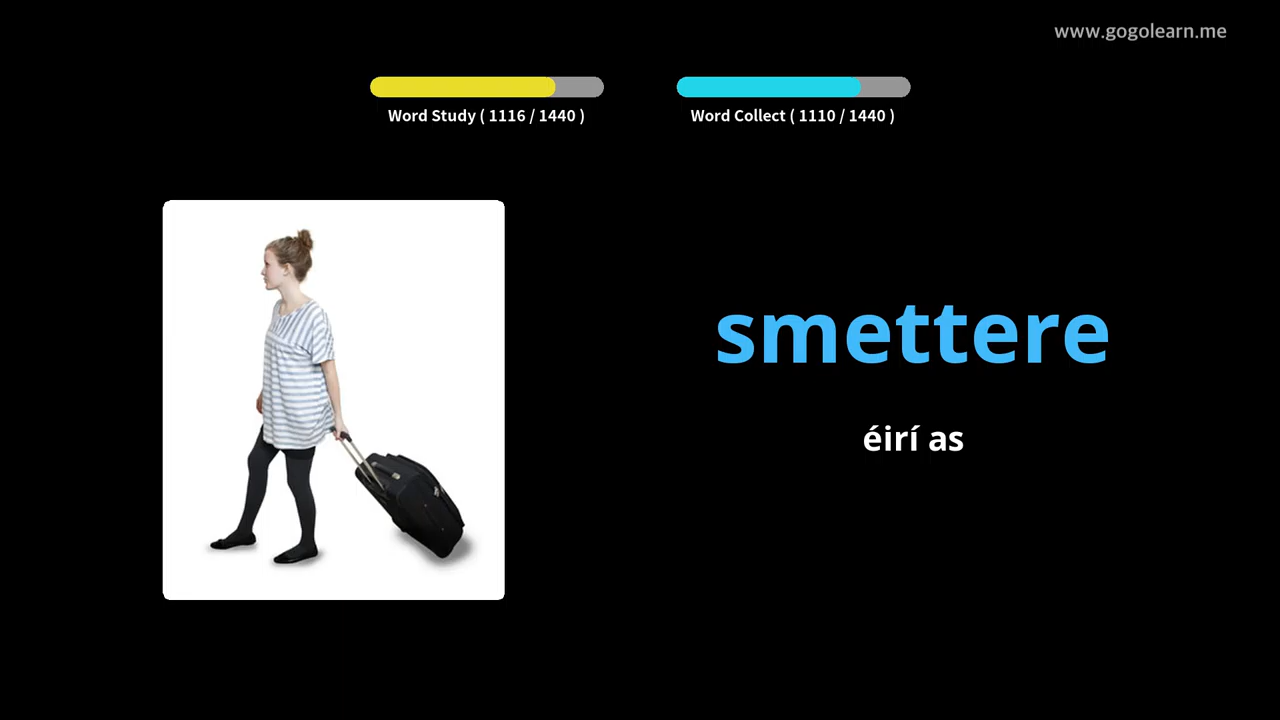 www.gogolearn.me
Word Study ( 1116 / 1440 )
Word Collect ( 1110 / 1440 )
smettere
éirí as